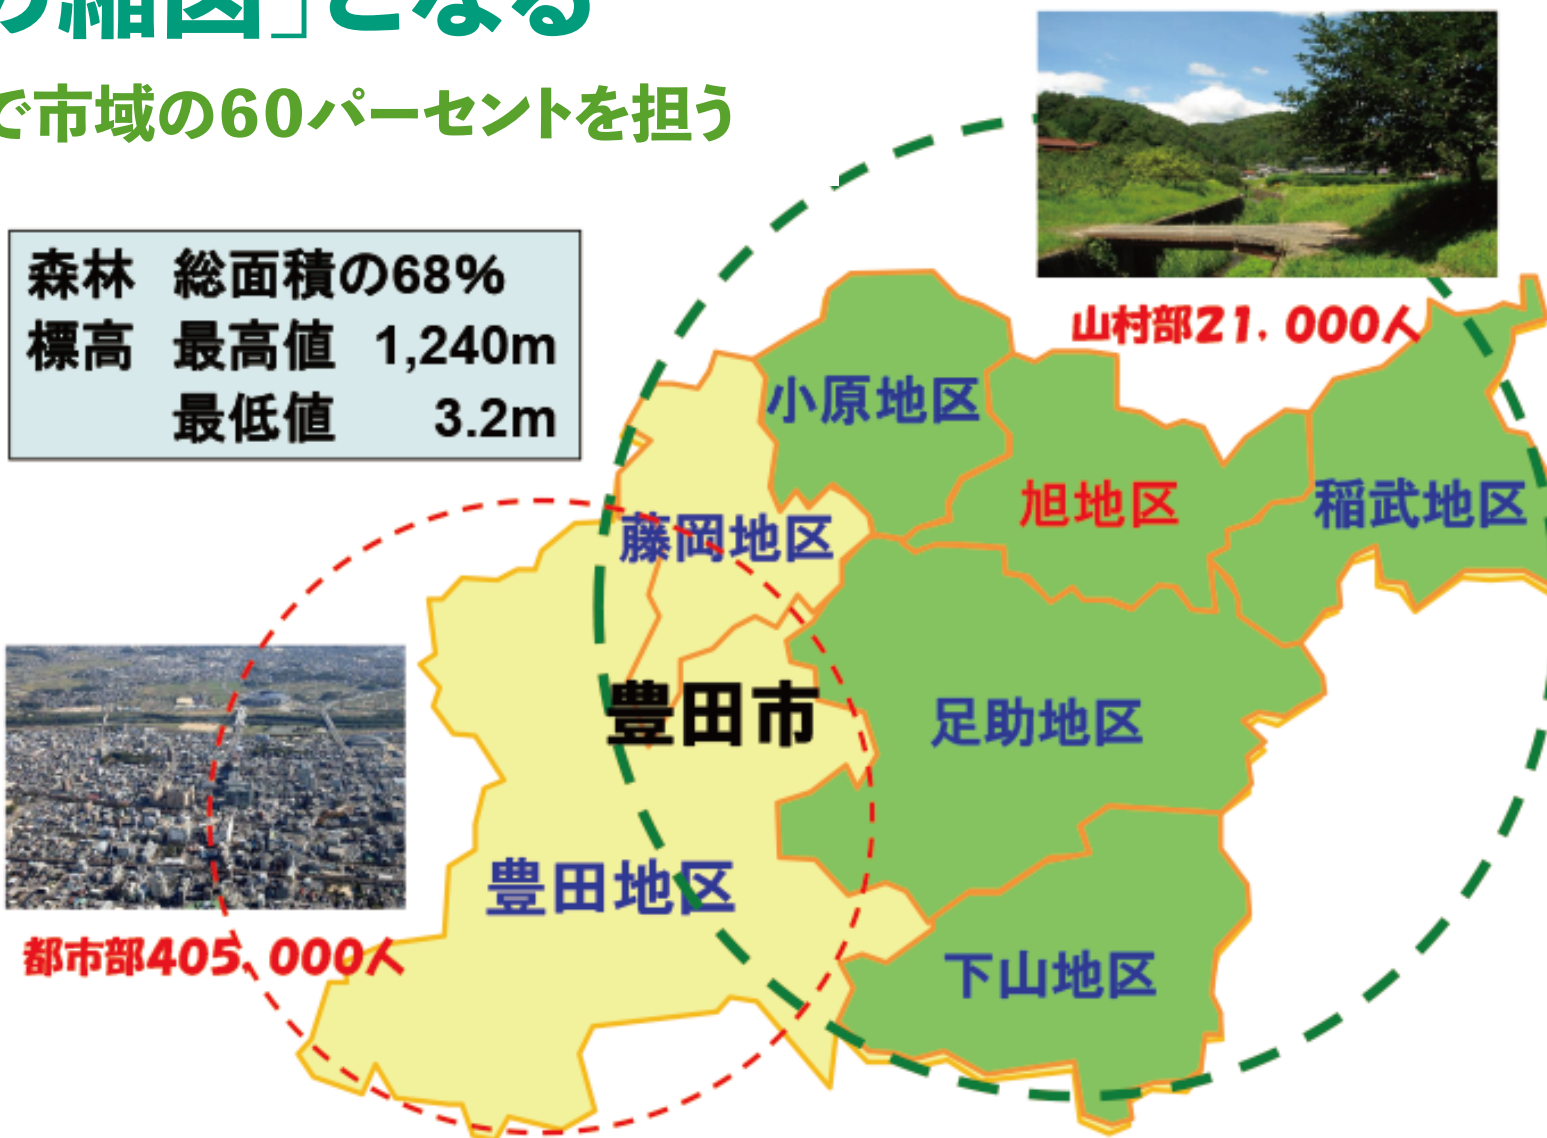 の縮図」となる
で市域の60パーセントを担う
森林 総面積の68%
標高 最高値 1,240m
最低値 3.2m
山村部21.000人
小原地区
旭地区
稲武地区
藤岡地区
豊田市
足助地区
豊田地区
都市部405,000人
下山地区